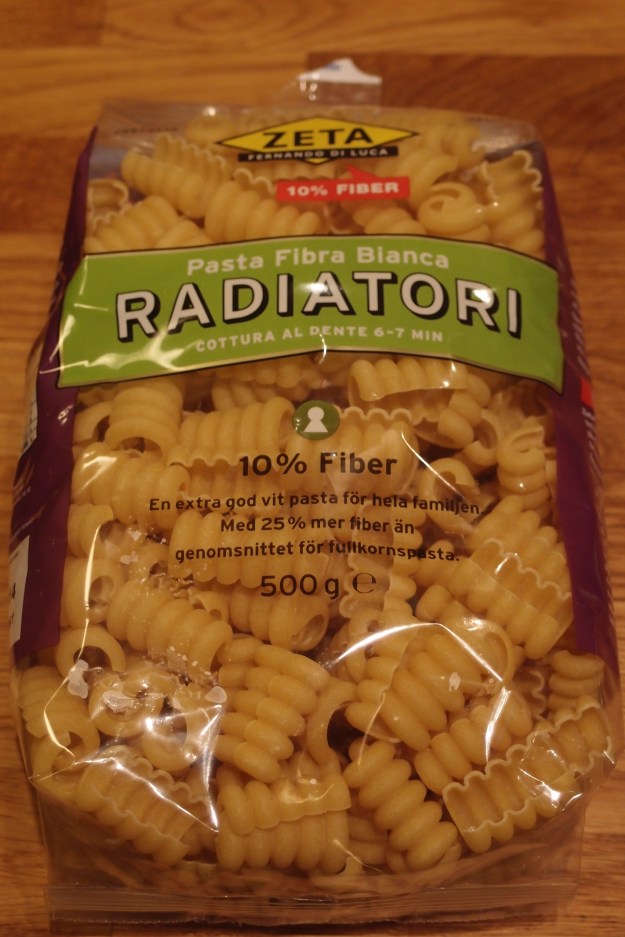 ZETA
FERNANDO DI LUCA
10% FIBER
Pasta Fibra Bianca
RADIATORI
COTTURA AL DENTE 6-7 MIN
10% Fiber
En extra god vit pasta för hela familjen.
Med 25% mer fiber än
genomsnittet för fullkornspasta.
500 g ℮